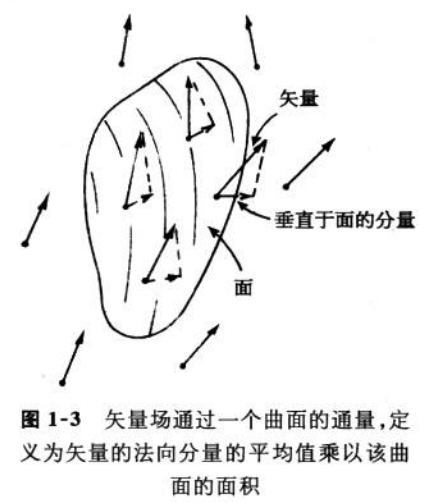 矢量
垂直于面的分量
面
图 1-3 矢量场通过一个曲面的通量,定
义为矢量的法向分量的平均值乘以该曲
面的面积